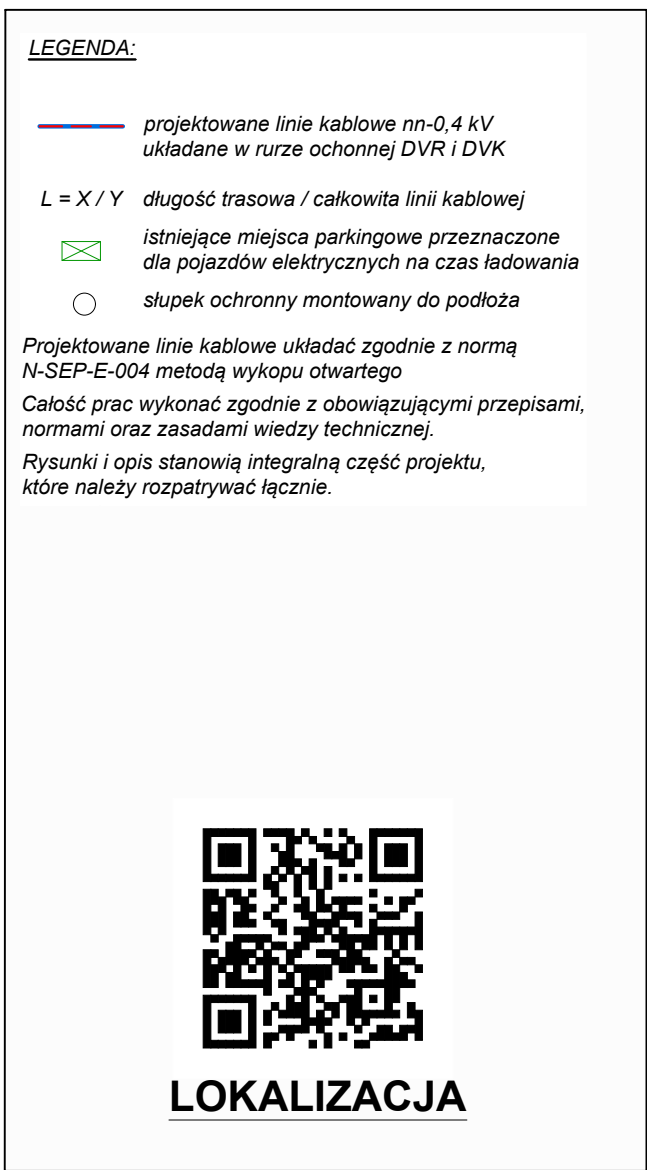 LEGENDA:
projektowane linie kablowe nn-0,4 kV
układane w rurze ochonnej DVR i DVK
L = X / Y długość trasowa / całkowita linii kablowej
istniejące miejsca parkingowe przeznaczone
dla pojazdów elektrycznych na czas ładowania
słupek ochronny montowany do podłoża
Projektowane linie kablowe układać zgodnie z normą
N-SEP-E-004 metodą wykopu otwartego
Całość prac wykonać zgodnie z obowiązującymi przepisami,
normami oraz zasadami wiedzy technicznej.
Rysunki i opis stanowią integralną część projektu,
które należy rozpatrywać łącznie.
LOKALIZACJA